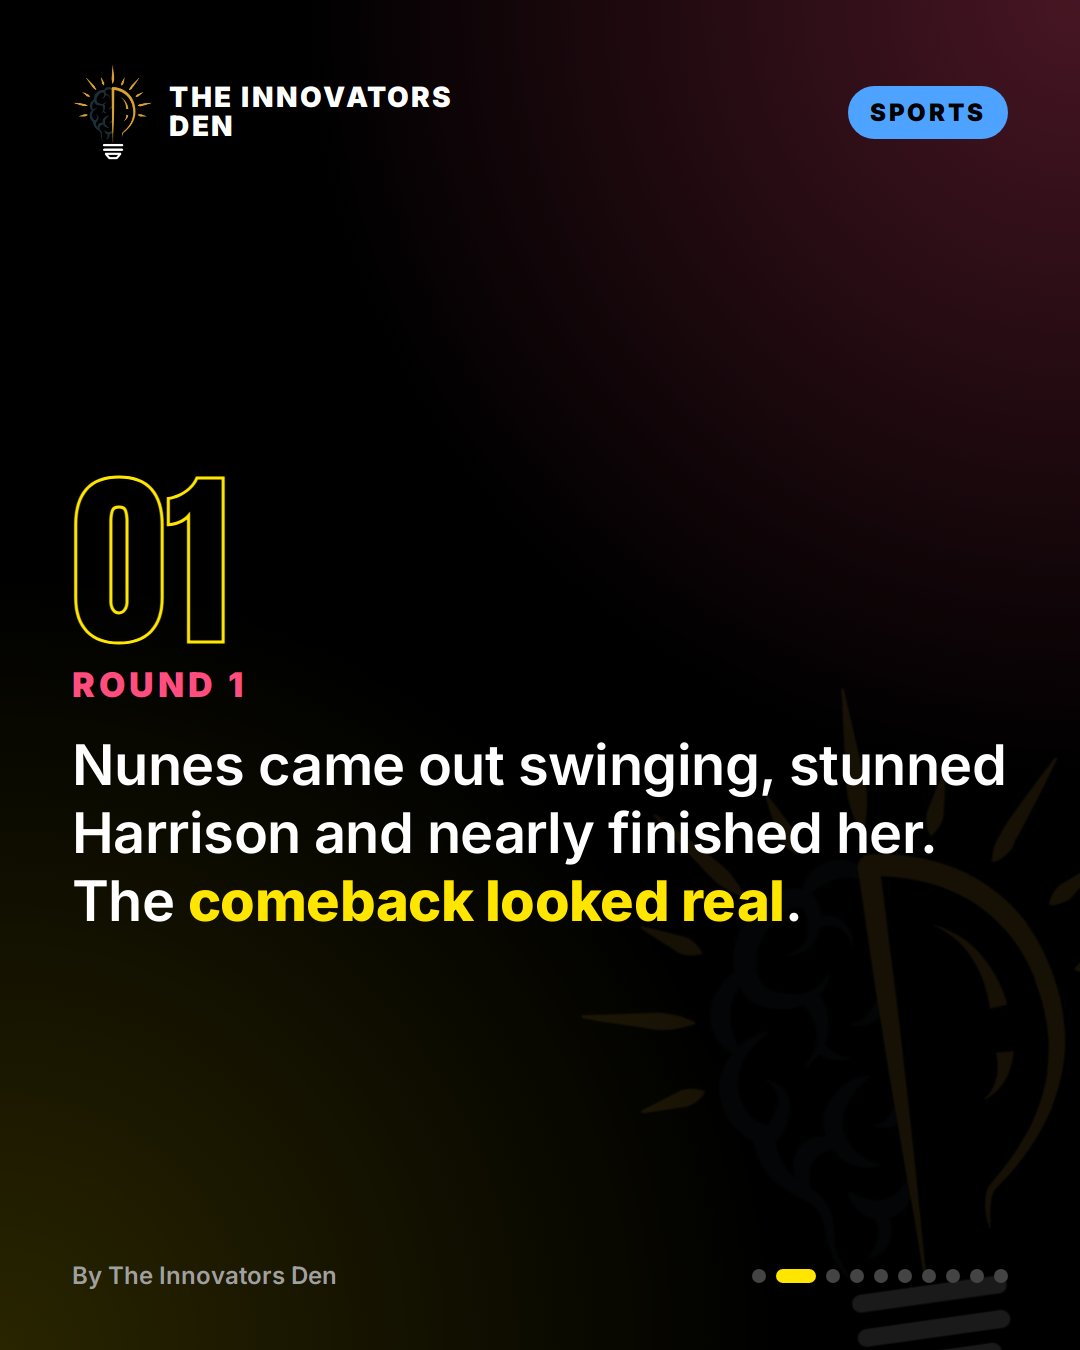 THE INNOVATORS
DEN
SPORTS
01
ROUND 1
Nunes came out swinging, stunned
Harrison and nearly finished her.
The comeback looked real.
By The Innovators Den